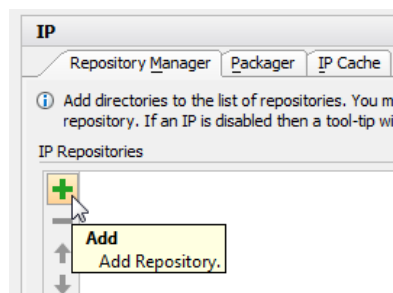 IP
Repository Manager Packager IP Cache
Add directories to the list of repositories. You m
repository. If an IP is disabled then a tool-tip wi
IP Repositories
Add
Add Repository.